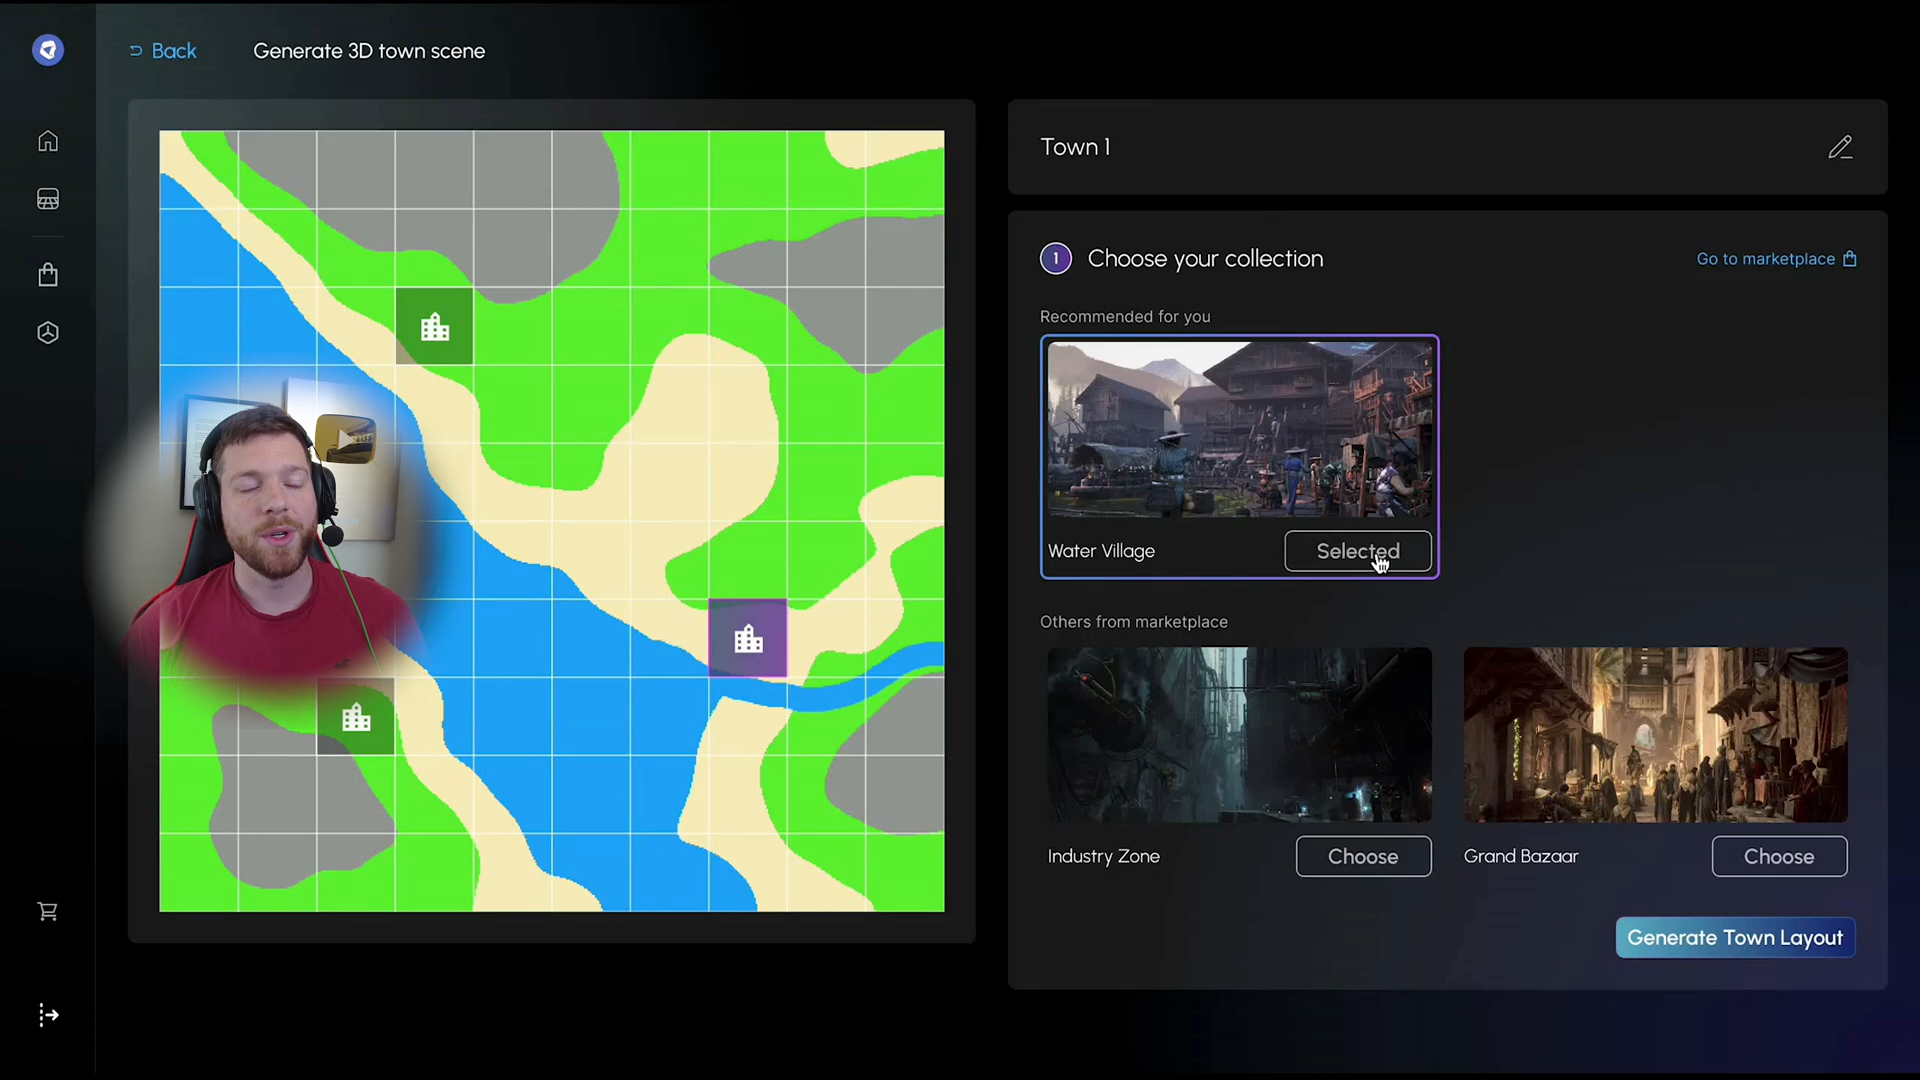 Back
Generate 3D town scene
Town 1
1
Choose your collection
Go to marketplace
Recommended for you
Water Village
Selected
Others from marketplace
Industry Zone
Choose
Grand Bazaar
Choose
Generate Town Layout